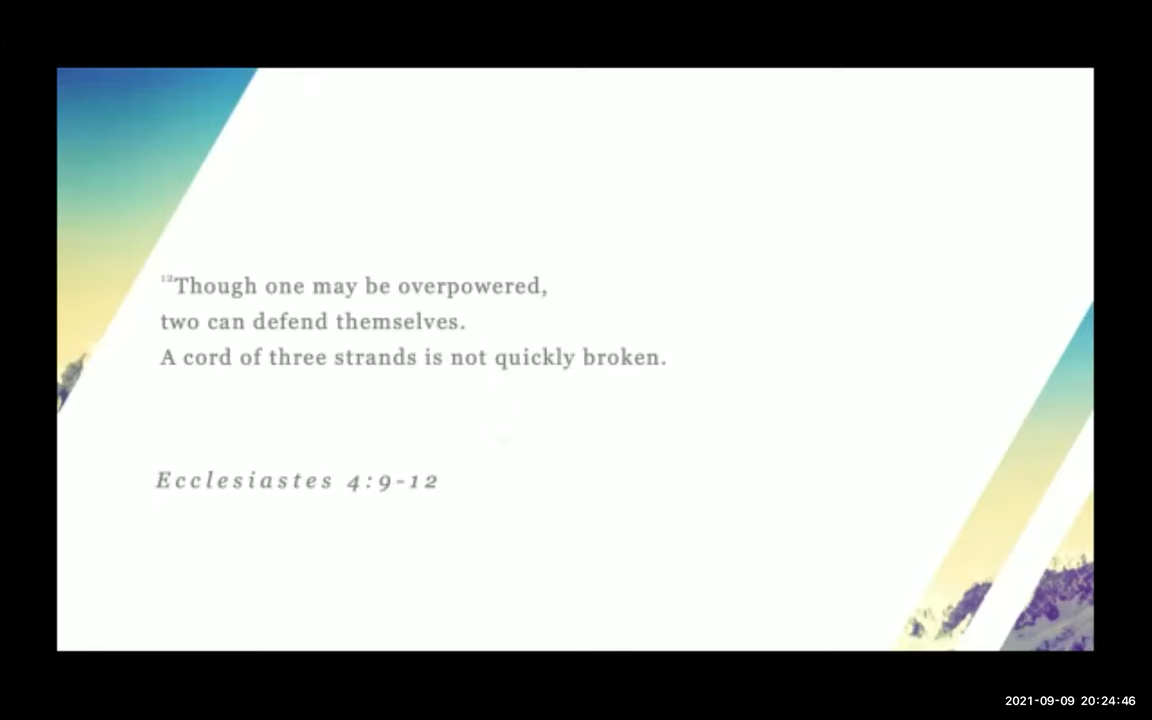 ¹²Though one may be overpowered,
two can defend themselves.
A cord of three strands is not quickly broken.
Ecclesiastes 4:9-12
2021-09-09 20:24:46